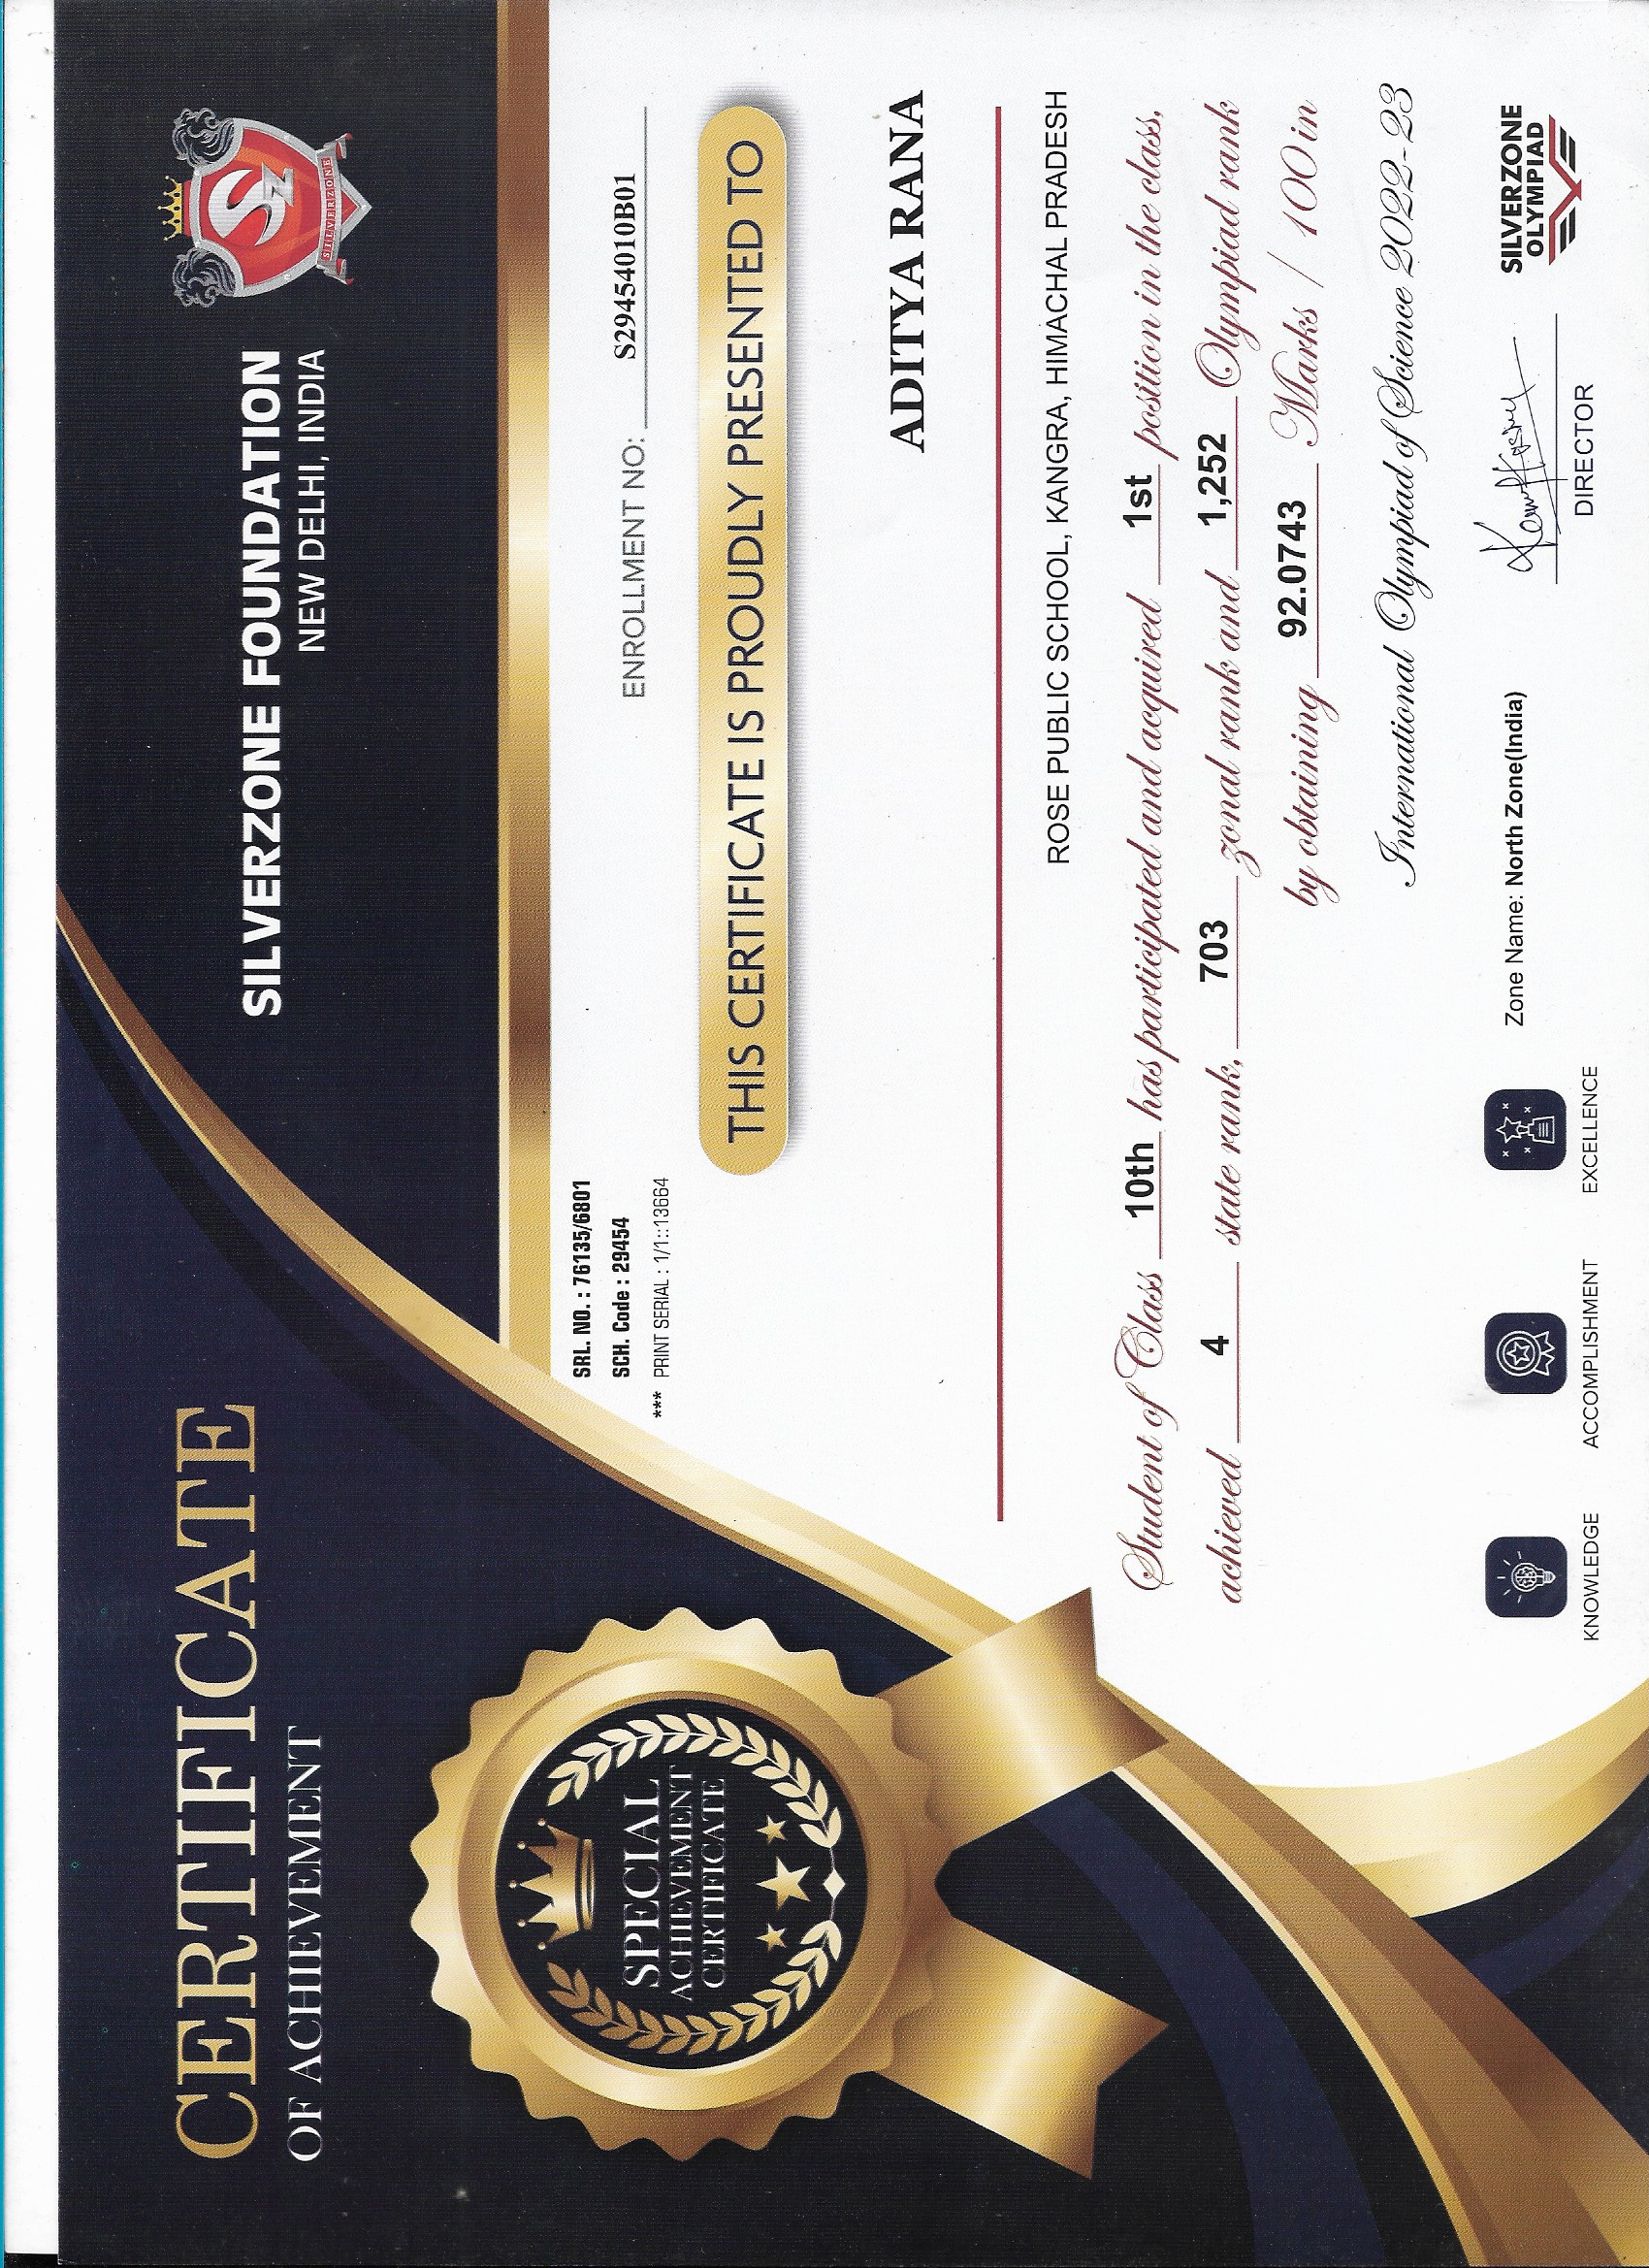 CERTIFICATE
OF ACHIEVEMENT
SILVERZONE FOUNDATION
NEW DELHI, INDIA
SZ
SILVERZONE
SPECIAL
ACHIEVEMENT
CERTIFICATE
SRL. NO. : 76135/6801
SCH. Code : 29454
*** PRINT SERIAL : 1/1::13664
ENROLLMENT NO: S29454010B01
THIS CERTIFICATE IS PROUDLY PRESENTED TO
ADITYA RANA
ROSE PUBLIC SCHOOL, KANGRA, HIMACHAL PRADESH
Student of Class 10th has participated and acquired 1st position in the class,
achieved 4 state rank, 703 zonal rank and 1,252 Olympiad rank
by obtaining 92.0743 Marks / 100 in
International Olympiad of Science 2022-23
KNOWLEDGE
ACCOMPLISHMENT
EXCELLENCE
Zone Name: North Zone(India)
DIRECTOR
SILVERZONE
OLYMPIAD